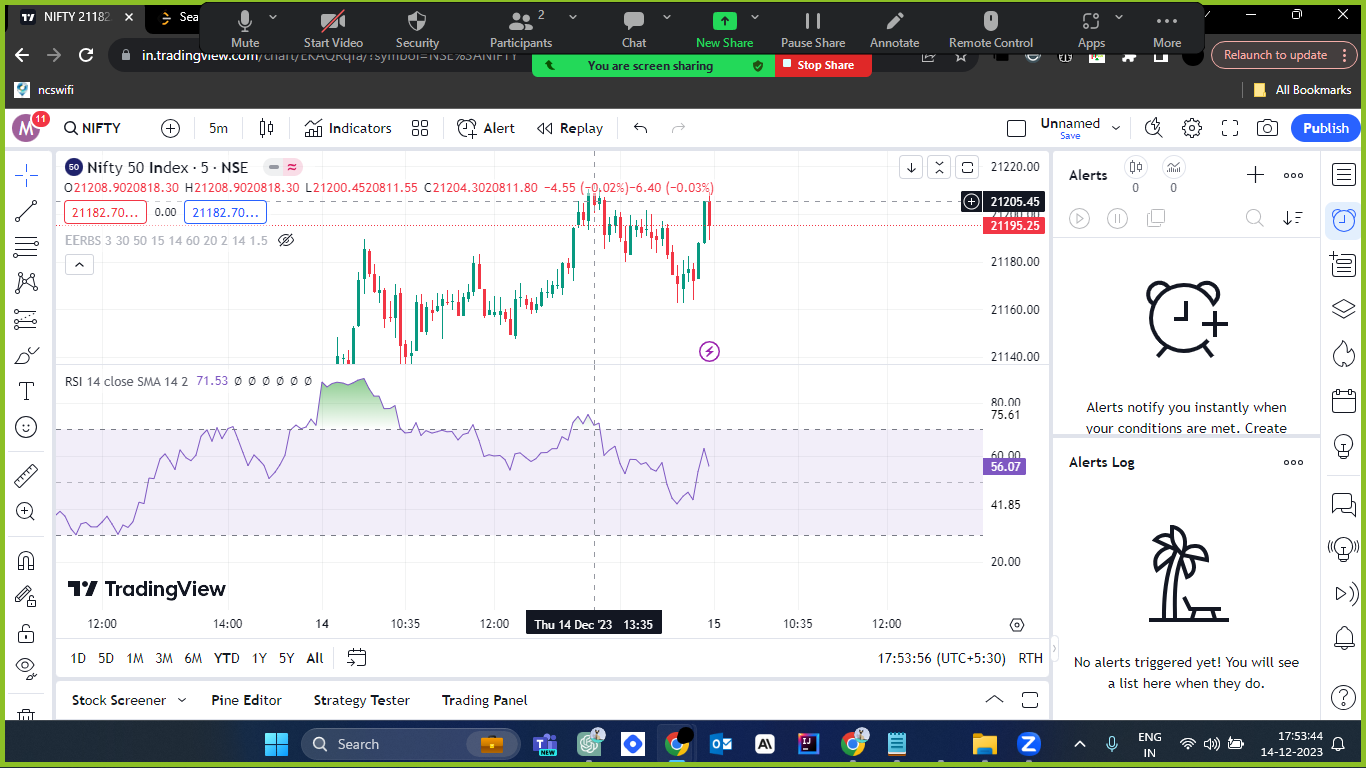 NIFTY 21182
Sea
2
Mute
Start Video
Security
Participants
Chat
New Share
Pause Share
Annotate
Remote Control
Apps
More
You are screen sharing
Stop Share
Relaunch to update
ncswifi
All Bookmarks
M
11
NIFTY
5m
Indicators
Alert
Replay
Unnamed
Save
Publish
50
Nifty 50 Index · 5 · NSE
O21208.9020818.30 H21208.9020818.30 L21200.4520811.55 C21204.3020811.80 −4.55 (−0.02%)−6.40 (−0.03%)
21182.70...
0.00
21182.70...
EERBS 3 30 50 15 14 60 20 2 14 1.5
21220.00
21205.45
21200.00
21195.25
21180.00
21160.00
21140.00
RSI 14 close SMA 14 2 71.53 Ø Ø Ø Ø Ø Ø
80.00
75.61
60.00
56.07
41.85
20.00
TradingView
12:00
14:00
14
10:35
12:00
Thu 14 Dec '23 13:35
15
10:35
12:00
1D
5D
1M
3M
6M
YTD
1Y
5Y
All
17:53:56 (UTC+5:30)
RTH
Stock Screener
Pine Editor
Strategy Tester
Trading Panel
Alerts
0
0
Alerts notify you instantly when
your conditions are met. Create
Alerts Log
No alerts triggered yet! You will see
a list here when they do.
Search
ENG
IN
17:53:44
14-12-2023